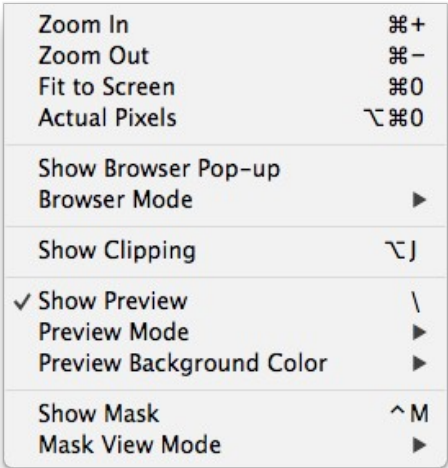 Zoom In ⌘+
Zoom Out ⌘−
Fit to Screen ⌘0
Actual Pixels ⌥⌘0
Show Browser Pop-up
Browser Mode ▶
Show Clipping ⌥J
✓ Show Preview \
Preview Mode ▶
Preview Background Color ▶
Show Mask ^M
Mask View Mode ▶